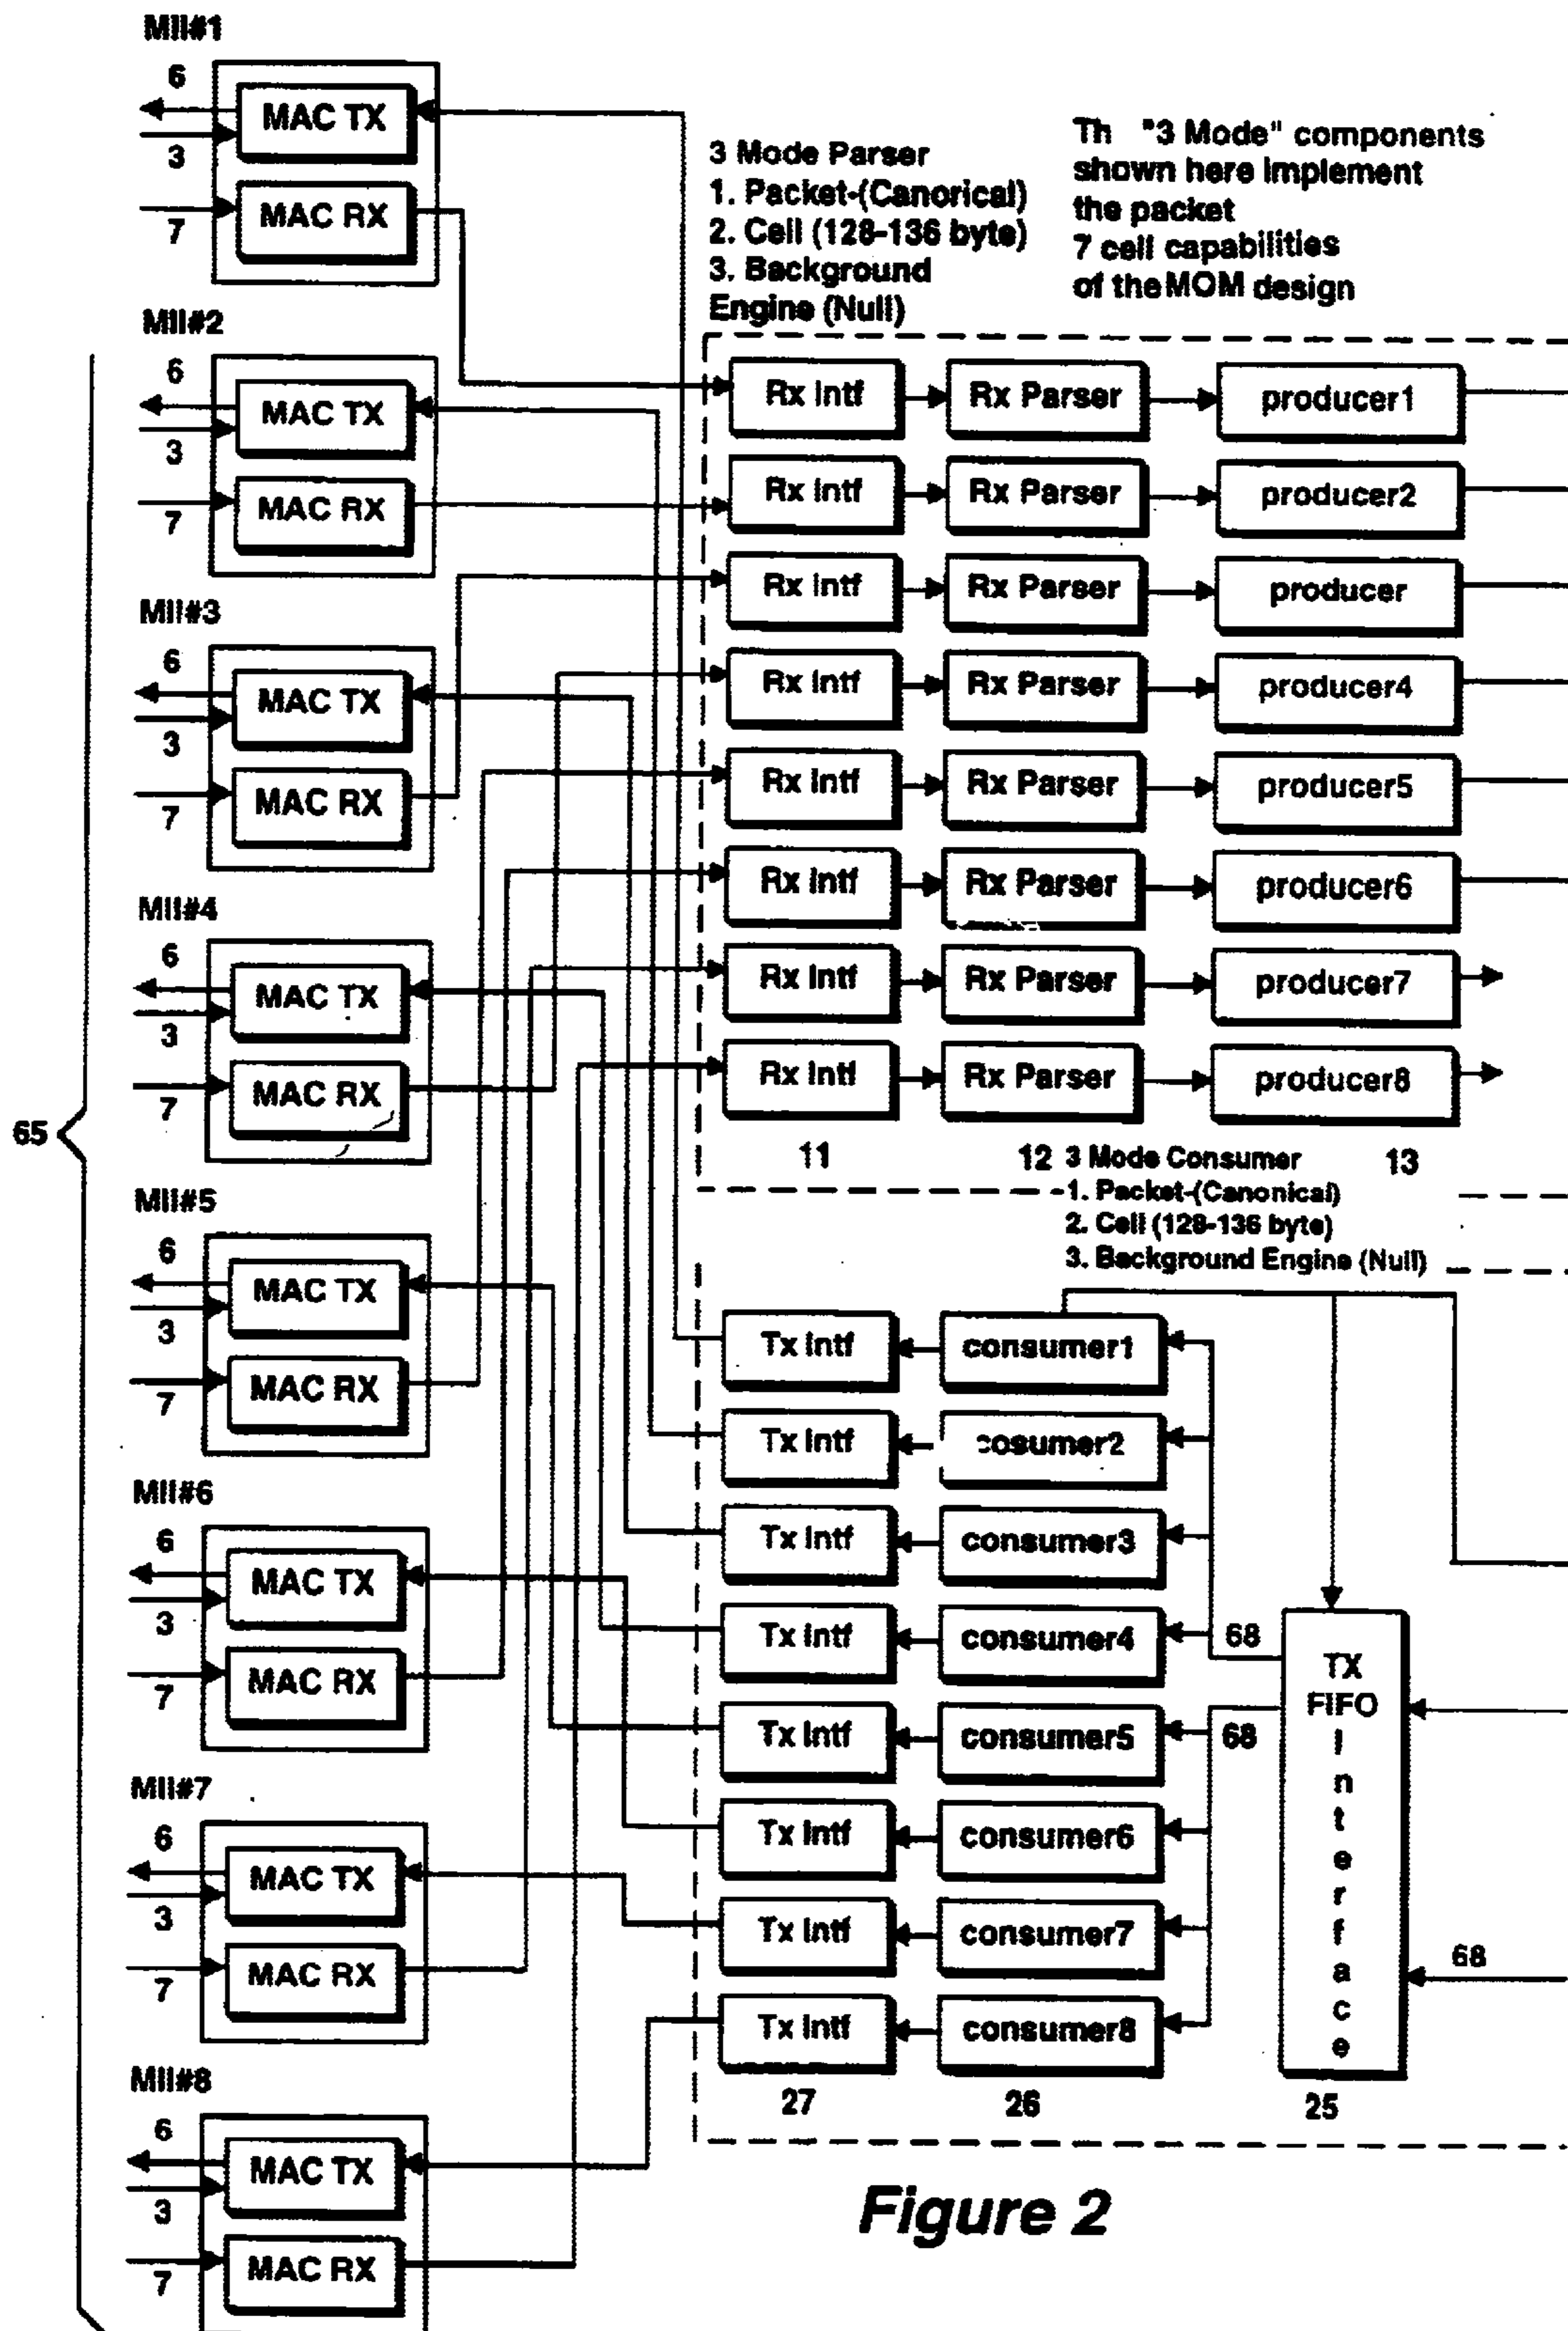 MII#1
6
MAC TX
3
MAC RX
7
3 Mode Parser
1. Packet-(Canorical)
2. Cell (128-136 byte)
3. Background
Engine (Null)
Th "3 Mode" components
shown here implement
the packet
7 cell capabilities
of the MOM design
MII#2
6
MAC TX
3
MAC RX
7
MII#3
6
MAC TX
3
MAC RX
7
MII#4
6
MAC TX
3
MAC RX
7
65
MII#5
6
MAC TX
3
MAC RX
7
MII#6
6
MAC TX
3
MAC RX
7
MII#7
6
MAC TX
3
MAC RX
7
MII#8
6
MAC TX
3
MAC RX
7
Rx Intf Rx Parser producer1
Rx Intf Rx Parser producer2
Rx Intf Rx Parser producer
Rx Intf Rx Parser producer4
Rx Intf Rx Parser producer5
Rx Intf Rx Parser producer6
Rx Intf Rx Parser producer7
Rx Intf Rx Parser producer8
11 12 13
3 Mode Consumer
1. Packet-(Canonical)
2. Cell (128-136 byte)
3. Background Engine (Null)
Tx Intf consumer1
Tx Intf cosumer2
Tx Intf consumer3
Tx Intf consumer4
68
Tx Intf consumer5
68
Tx Intf consumer6
Tx Intf consumer7
Tx Intf consumer8
TX
FIFO
I
n
t
e
r
f
a
c
e
68
27 26 25
Figure 2